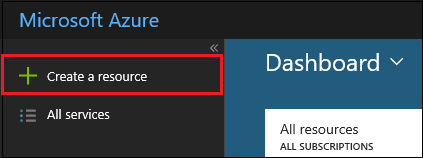 Microsoft Azure
Create a resource
All services
Dashboard
All resources
ALL SUBSCRIPTIONS